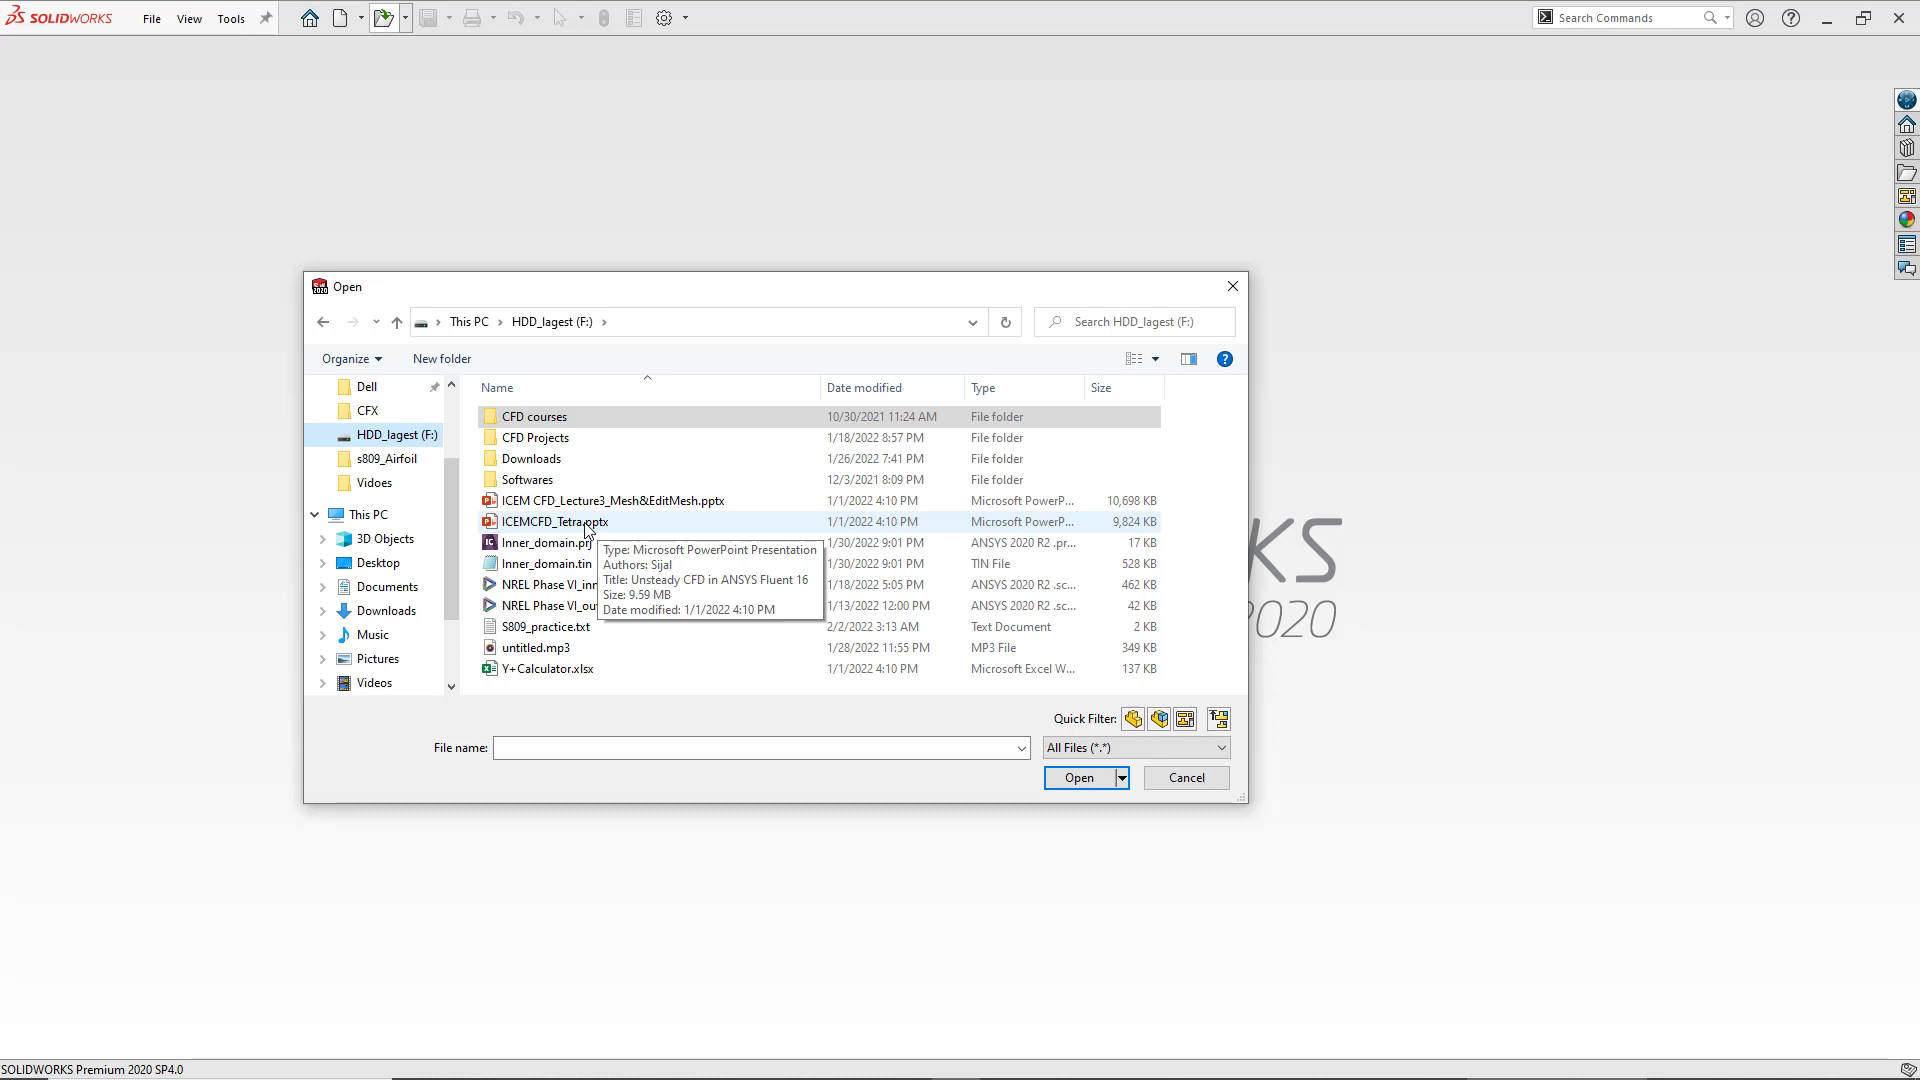 SOLIDWORKS File View Tools Search Commands
Open
This PC HDD_lagest (F:) Search HDD_lagest (F:)
Organize New folder
Dell
CFX
HDD_lagest (F:)
s809_Airfoil
Vidoes
This PC
3D Objects
Desktop
Documents
Downloads
Music
Pictures
Videos
Name Date modified Type Size
CFD courses 10/30/2021 11:24 AM File folder
CFD Projects 1/18/2022 8:57 PM File folder
Downloads 1/26/2022 7:41 PM File folder
Softwares 12/3/2021 8:09 PM File folder
ICEM CFD_Lecture3_Mesh&EditMesh.pptx 1/1/2022 4:10 PM Microsoft PowerP... 10,698 KB
ICEMCFD_Tetra.pptx 1/1/2022 4:10 PM Microsoft PowerP... 9,824 KB
Inner_domain.prj 1/30/2022 9:01 PM ANSYS 2020 R2 .pr... 17 KB
Inner_domain.tin 1/30/2022 9:01 PM TIN File 528 KB
NREL Phase VI_inn 1/18/2022 5:05 PM ANSYS 2020 R2 .sc... 462 KB
NREL Phase VI_ou 1/13/2022 12:00 PM ANSYS 2020 R2 .sc... 42 KB
S809_practice.txt 2/2/2022 3:13 AM Text Document 2 KB
untitled.mp3 1/28/2022 11:55 PM MP3 File 349 KB
Y+Calculator.xlsx 1/1/2022 4:10 PM Microsoft Excel W... 137 KB
Type: Microsoft PowerPoint Presentation
Authors: Sijal
Title: Unsteady CFD in ANSYS Fluent 16
Size: 9.59 MB
Date modified: 1/1/2022 4:10 PM
KS
2020
Quick Filter:
File name: All Files (*.*)
Open Cancel
SOLIDWORKS Premium 2020 SP4.0